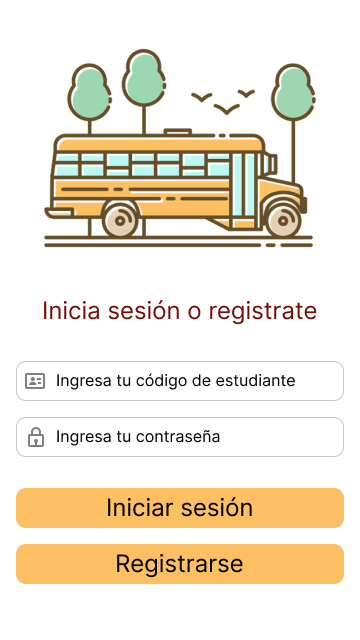 Inicia sesión o registrate
Ingresa tu código de estudiante
Ingresa tu contraseña
Iniciar sesión
Registrarse